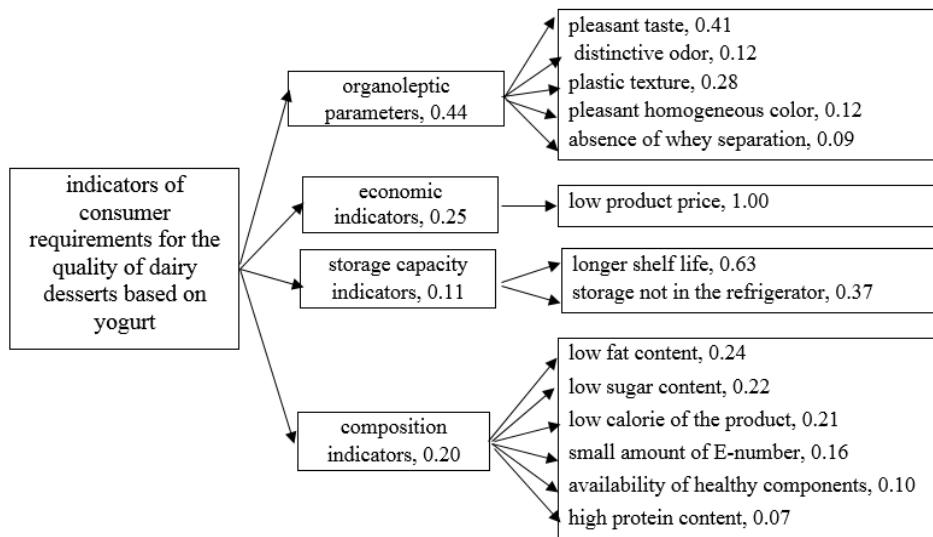 indicators of
consumer
requirements for the
quality of dairy
desserts based on
yogurt
organoleptic
parameters, 0.44
pleasant taste, 0.41
distinctive odor, 0.12
plastic texture, 0.28
pleasant homogeneous color, 0.12
absence of whey separation, 0.09
economic
indicators, 0.25
low product price, 1.00
storage capacity
indicators, 0.11
longer shelf life, 0.63
storage not in the refrigerator, 0.37
composition
indicators, 0.20
low fat content, 0.24
low sugar content, 0.22
low calorie of the product, 0.21
small amount of E-number, 0.16
availability of healthy components, 0.10
high protein content, 0.07